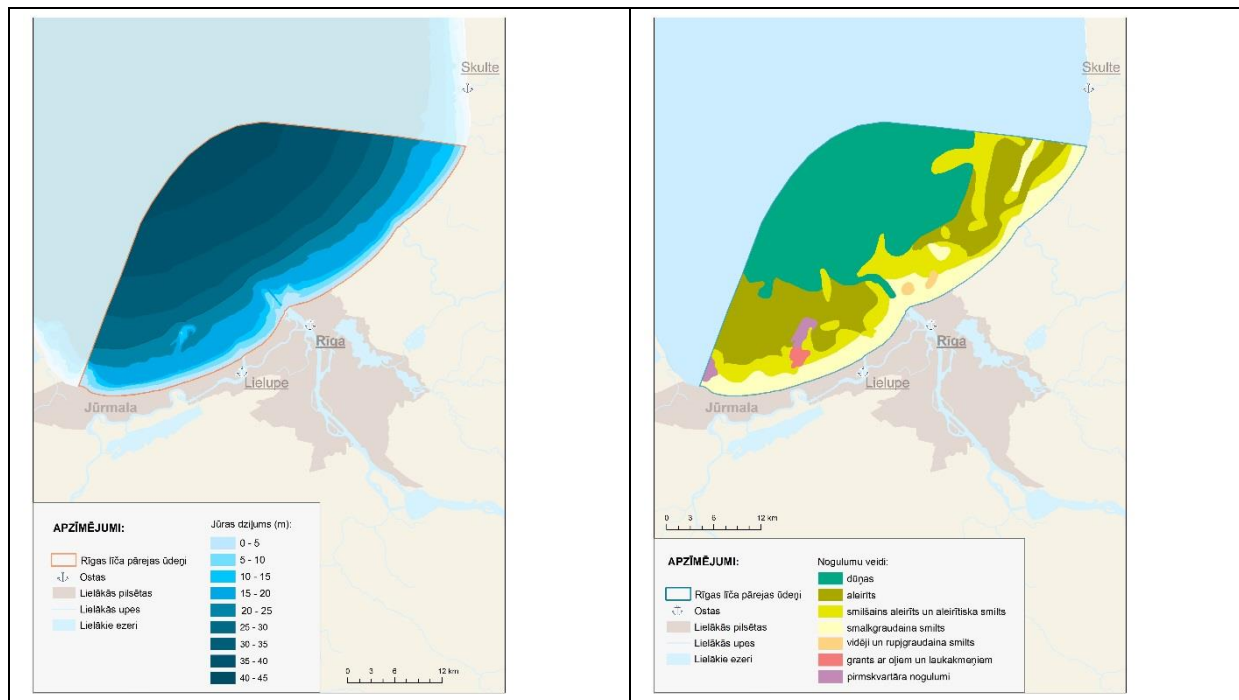 Skulte
Rīga
Lielupe
Jūrmala
APZĪMĒJUMI:
Rīgas līča pārejas ūdeņi
Ostas
Lielākās pilsētas
Lielākās upes
Lielākie ezeri
Jūras dziļums (m):
0 - 5
5 - 10
10 - 15
15 - 20
20 - 25
25 - 30
30 - 35
35 - 40
40 - 45
0 3 6 12 km
Skulte
Rīga
Lielupe
Jūrmala
0 3 6 12 km
APZĪMĒJUMI:
Rīgas līča pārejas ūdeņi
Ostas
Lielākās pilsētas
Lielākās upes
Lielākie ezeri
Nogulumu veidi:
dūņas
aleirīts
smilšains aleirīts un aleirītiska smilts
smalkgraudaina smilts
vidēji un rupjgraudaina smilts
grants ar oļiem un laukakmeņiem
pirmskvartāra nogulumi